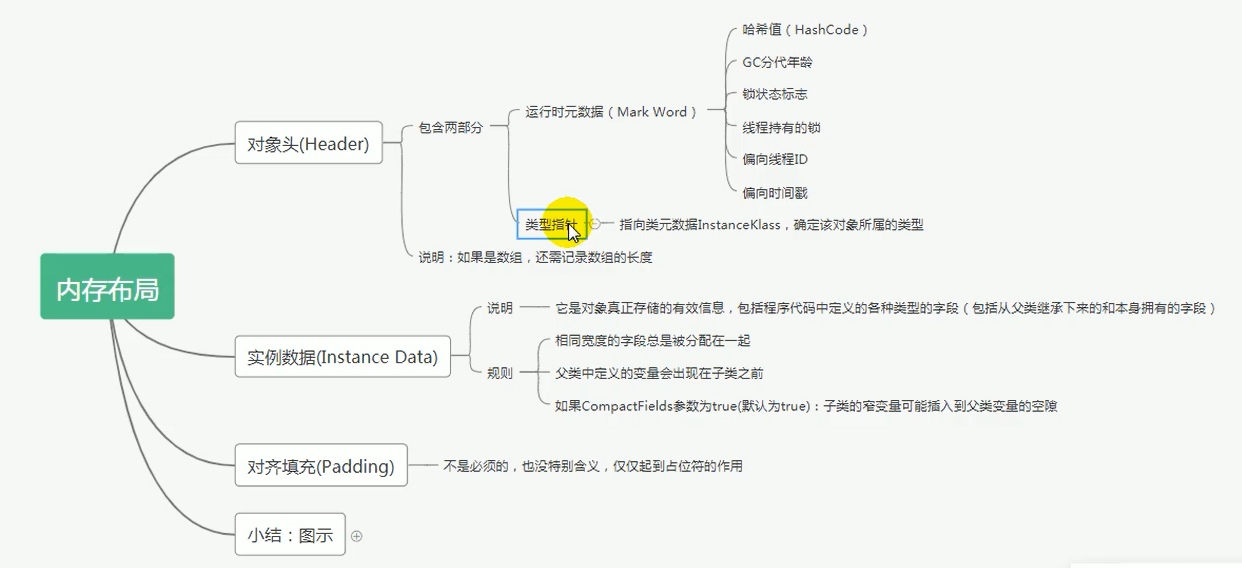 内存布局
对象头(Header)
包含两部分
运行时元数据（Mark Word）
哈希值（HashCode）
GC分代年龄
锁状态标志
线程持有的锁
偏向线程ID
偏向时间戳
类型指针
指向类元数据InstanceKlass，确定该对象所属的类型
说明：如果是数组，还需记录数组的长度
实例数据(Instance Data)
说明
它是对象真正存储的有效信息，包括程序代码中定义的各种类型的字段（包括从父类继承下来的和本身拥有的字段）
规则
相同宽度的字段总是被分配在一起
父类中定义的变量会出现在子类之前
如果CompactFields参数为true(默认为true)：子类的窄变量可能插入到父类变量的空隙
对齐填充(Padding)
不是必须的，也没特别含义，仅仅起到占位符的作用
小结：图示